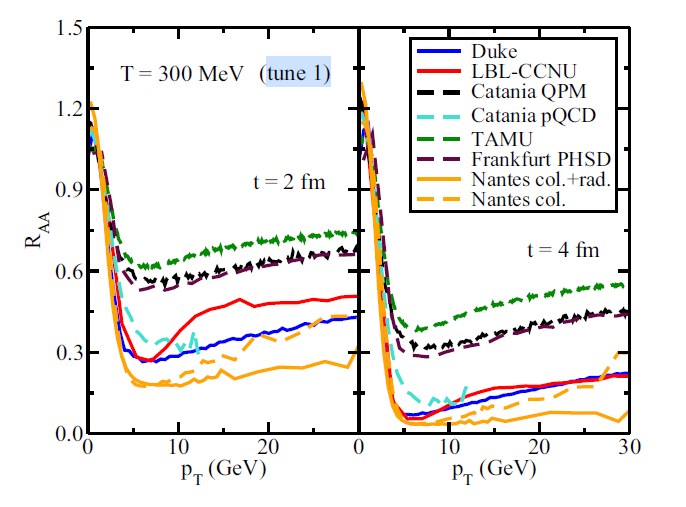 1.5
1.2
0.9
0.6
0.3
0.0
R_AA
T = 300 MeV (tune 1)
t = 2 fm
0
10
20
p_T (GeV)
Duke
LBL-CCNU
Catania QPM
Catania pQCD
TAMU
Frankfurt PHSD
Nantes col.+rad.
Nantes col.
t = 4 fm
0
10
20
30
p_T (GeV)